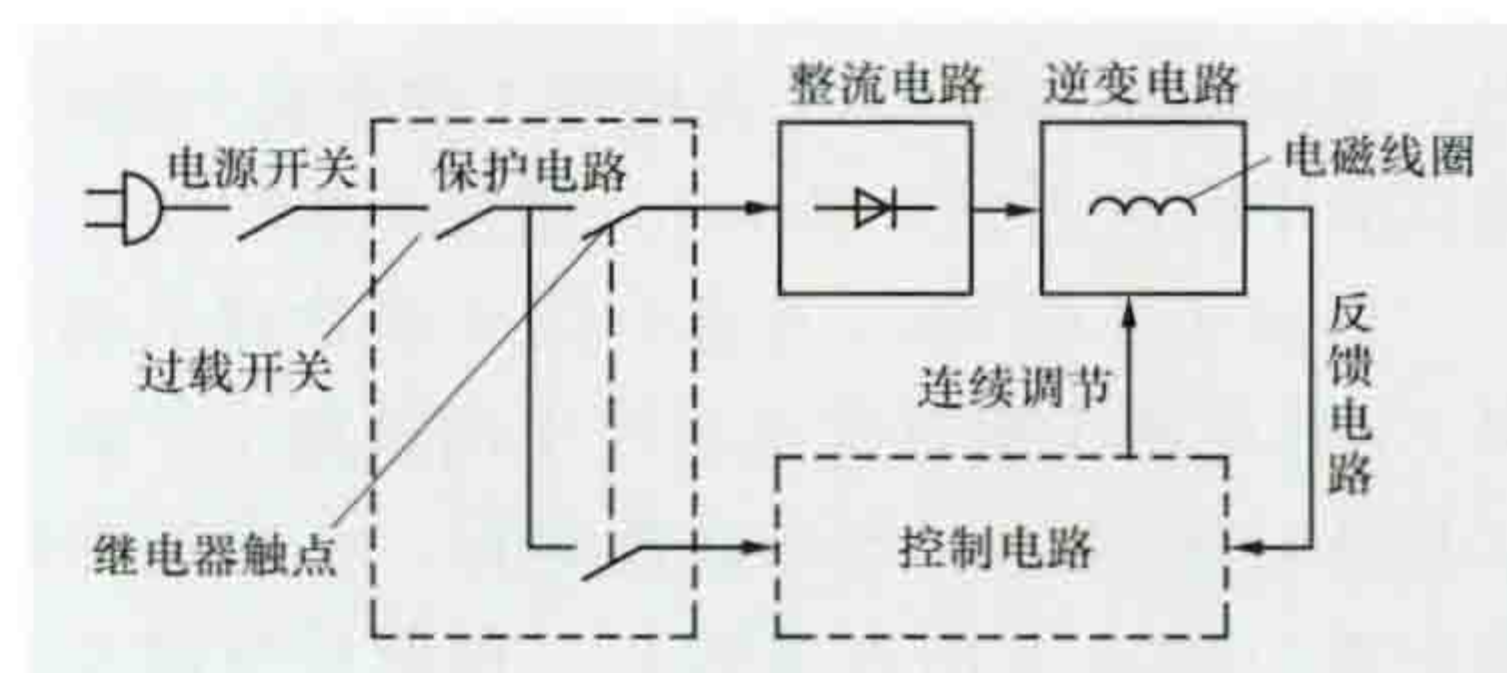 整流电路
逆变电路
电源开关
保护电路
电磁线圈
过载开关
连续调节
反馈电路
继电器触点
控制电路